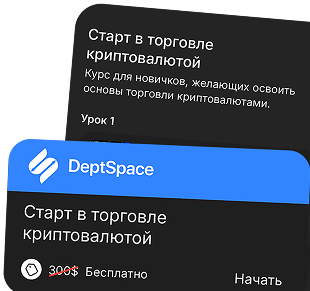 Старт в торговле
криптовалютой
Курс для новичков, желающих освоить
основы торговли криптовалютами.
Урок 1
DeptSpace
Старт в торговле
криптовалютой
300$ Бесплатно
Начать